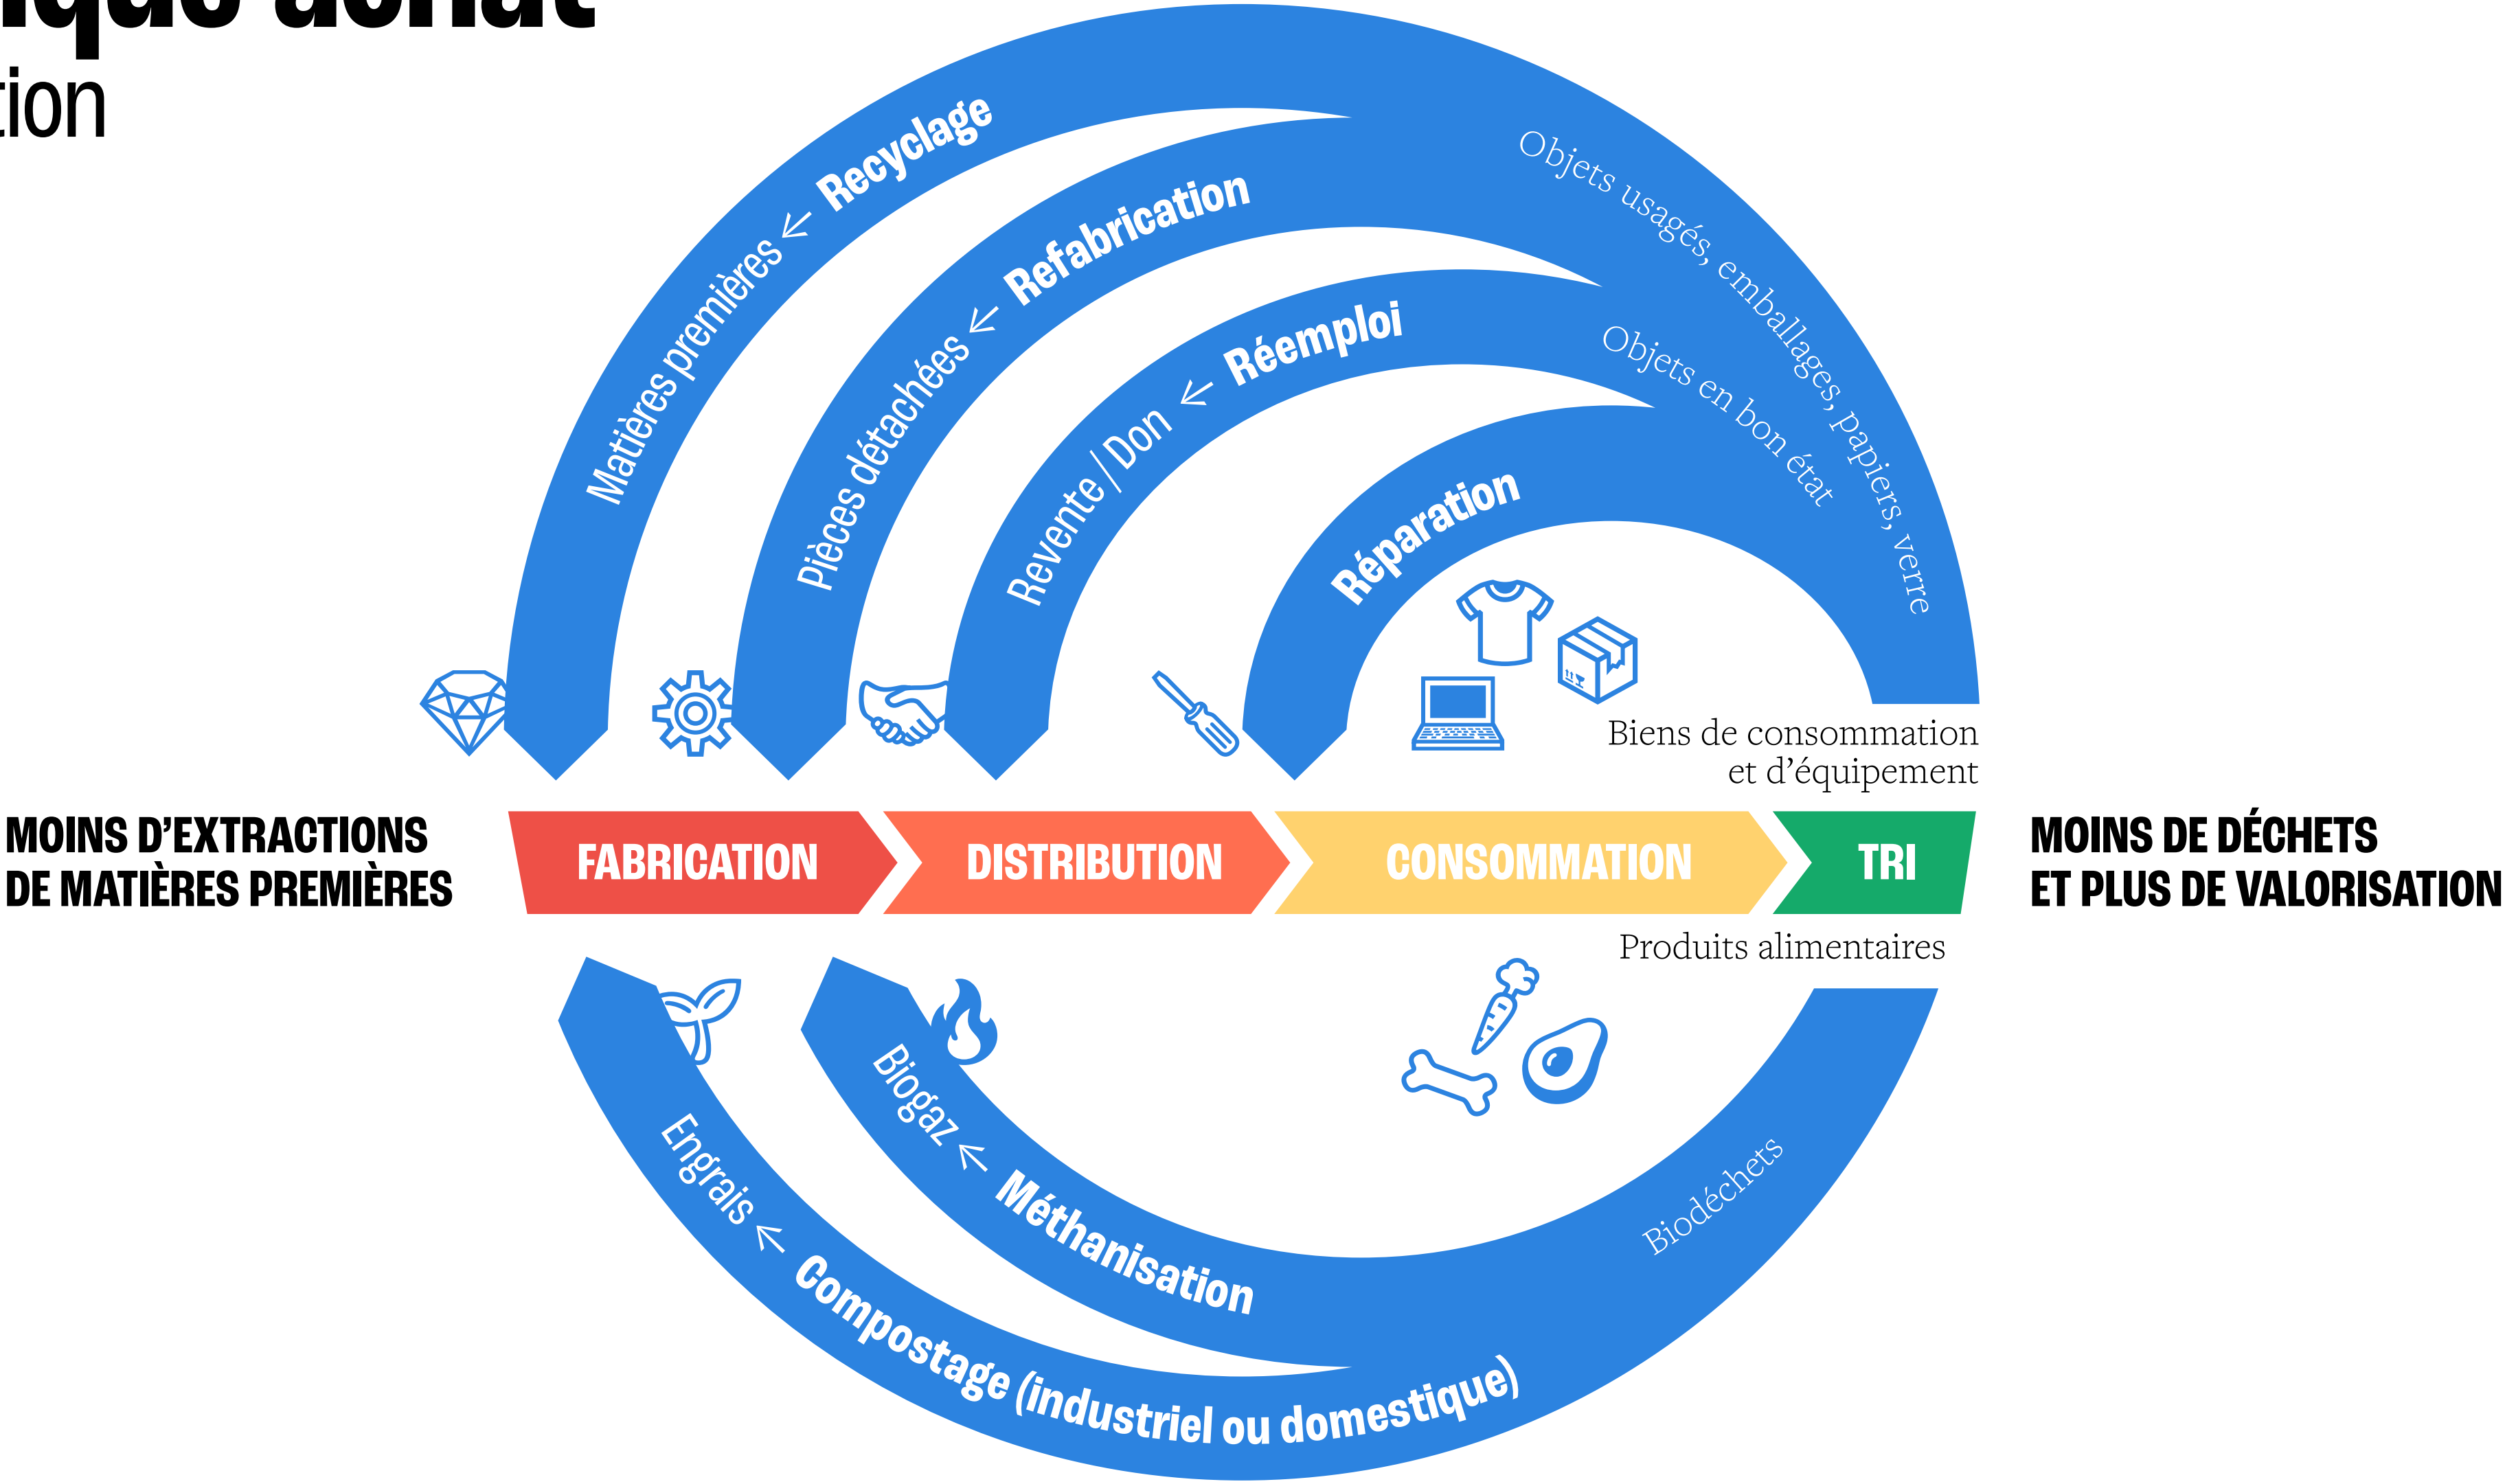 tion
Matières premières ← Recyclage
Pièces détachées ← Refabrication
Revente / Don ← Réemploi
Réparation
Objets usagés, emballages, papiers, verre
Objets en bon état
Biens de consommation
et d’équipement
MOINS D’EXTRACTIONS
DE MATIÈRES PREMIÈRES
FABRICATION
DISTRIBUTION
CONSOMMATION
TRI
MOINS DE DÉCHETS
ET PLUS DE VALORISATION
Produits alimentaires
Biogaz ← Méthanisation
Engrais ← Compostage (industriel ou domestique)
Biodéchets